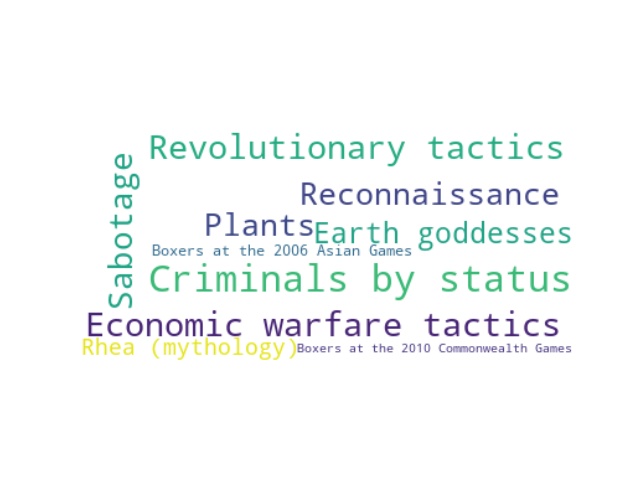 Revolutionary tactics
Sabotage
Reconnaissance
Plants
Earth goddesses
Boxers at the 2006 Asian Games
Criminals by status
Economic warfare tactics
Rhea (mythology)
Boxers at the 2010 Commonwealth Games